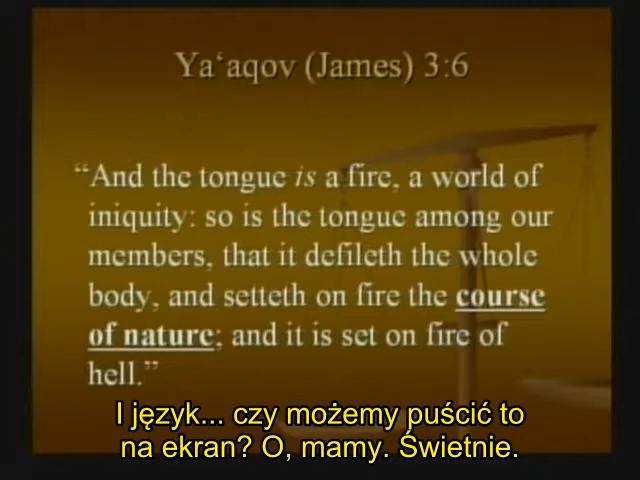 Ya‘aqov (James) 3:6
“And the tongue is a fire, a world of
iniquity: so is the tongue among our
members, that it defileth the whole
body, and setteth on fire the course
of nature; and it is set on fire of
hell.”
I język... czy możemy puścić to
na ekran? O, mamy. Świetnie.